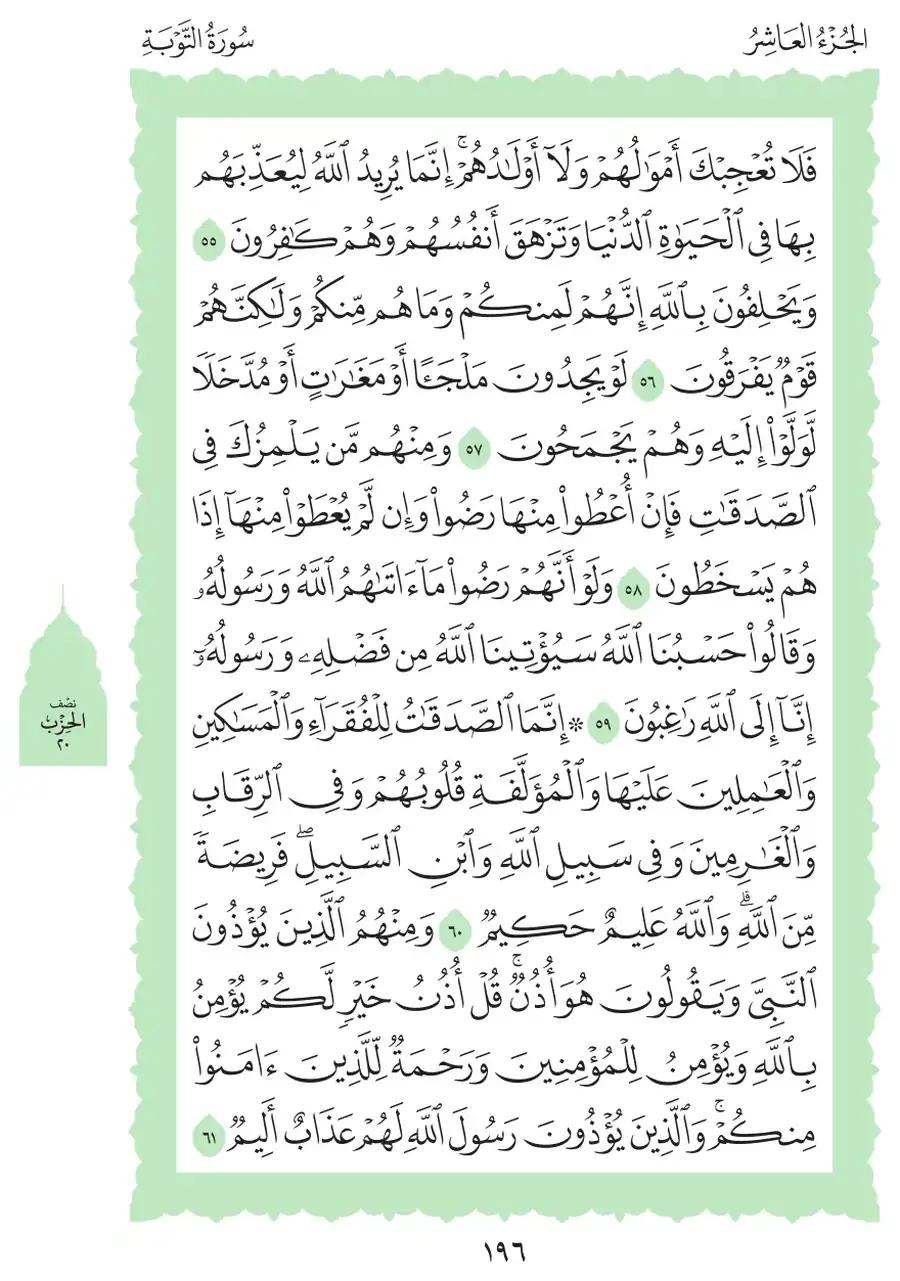 الجُزْءُ العَاشِرُ
سُورَةُ التَّوْبَةِ
فَلَا تُعْجِبْكَ أَمْوَٰلُهُمْ وَلَآ أَوْلَـٰدُهُمْۚ إِنَّمَا يُرِيدُ ٱللَّهُ لِيُعَذِّبَهُم
بِهَا فِي ٱلْحَيَوٰةِ ٱلدُّنْيَا وَتَزْهَقَ أَنفُسُهُمْ وَهُمْ كَـٰفِرُونَ ٥٥
وَيَحْلِفُونَ بِٱللَّهِ إِنَّهُمْ لَمِنكُمْ وَمَا هُم مِّنكُمْ وَلَـٰكِنَّهُمْ
قَوْمٌ يَفْرَقُونَ ٥٦ لَوْ يَجِدُونَ مَلْجَـًٔا أَوْ مَغَـٰرَٰتٍ أَوْ مُدَّخَلًا
لَّوَلَّوْا۟ إِلَيْهِ وَهُمْ يَجْمَحُونَ ٥٧ وَمِنْهُم مَّن يَلْمِزُكَ فِي
ٱلصَّدَقَـٰتِ فَإِنْ أُعْطُوا۟ مِنْهَا رَضُوا۟ وَإِن لَّمْ يُعْطَوْا۟ مِنْهَآ إِذَا
هُمْ يَسْخَطُونَ ٥٨ وَلَوْ أَنَّهُمْ رَضُوا۟ مَآ ءَاتَىٰهُمُ ٱللَّهُ وَرَسُولُهُۥ
وَقَالُوا۟ حَسْبُنَا ٱللَّهُ سَيُؤْتِينَا ٱللَّهُ مِن فَضْلِهِۦ وَرَسُولُهُۥٓ
إِنَّآ إِلَى ٱللَّهِ رَٰغِبُونَ ٥٩ * إِنَّمَا ٱلصَّدَقَـٰتُ لِلْفُقَرَآءِ وَٱلْمَسَـٰكِينِ
وَٱلْعَـٰمِلِينَ عَلَيْهَا وَٱلْمُؤَلَّفَةِ قُلُوبُهُمْ وَفِي ٱلرِّقَابِ
وَٱلْغَـٰرِمِينَ وَفِي سَبِيلِ ٱللَّهِ وَٱبْنِ ٱلسَّبِيلِۖ فَرِيضَةً
مِّنَ ٱللَّهِۗ وَٱللَّهُ عَلِيمٌ حَكِيمٌ ٦٠ وَمِنْهُمُ ٱلَّذِينَ يُؤْذُونَ
ٱلنَّبِيَّ وَيَقُولُونَ هُوَ أُذُنٌۚ قُلْ أُذُنُ خَيْرٍ لَّكُمْ يُؤْمِنُ
بِٱللَّهِ وَيُؤْمِنُ لِلْمُؤْمِنِينَ وَرَحْمَةٌ لِّلَّذِينَ ءَامَنُوا۟
مِنكُمْۚ وَٱلَّذِينَ يُؤْذُونَ رَسُولَ ٱللَّهِ لَهُمْ عَذَابٌ أَلِيمٌ ٦١
نصْف
الحِزْبِ
٢٠
١٩٦